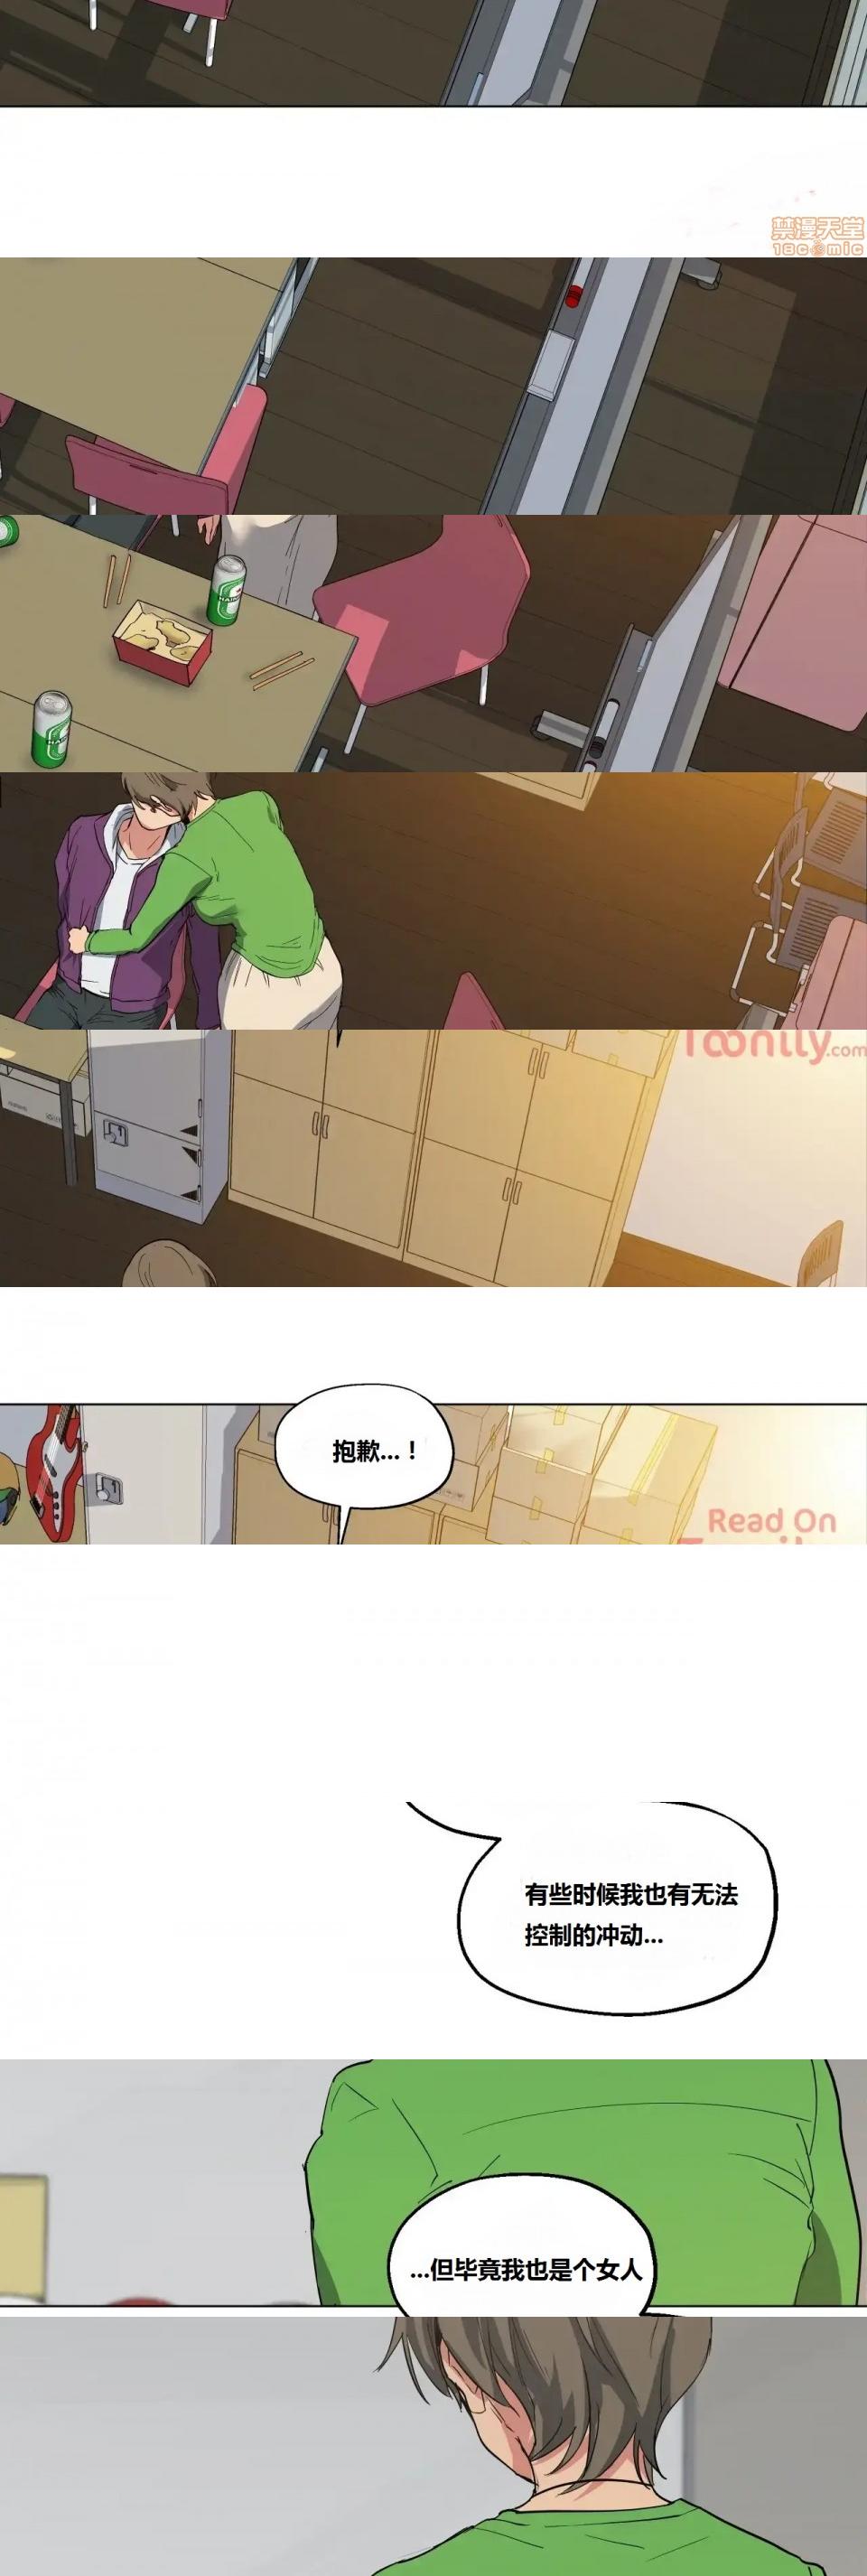 禁漫天堂
18comic
Toonily.com
抱歉...！
Read On
有些时候我也有无法
控制的冲动...
...但毕竟我也是个女人